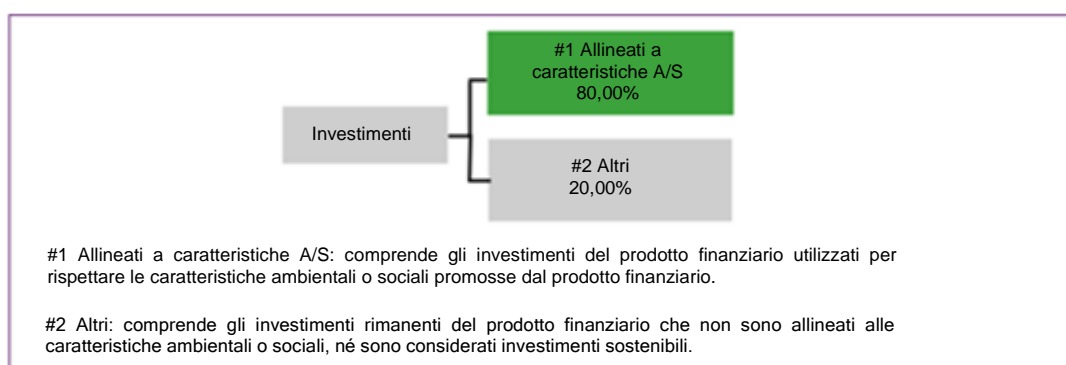 #1 Allineati a
caratteristiche A/S
80,00%
Investimenti
#2 Altri
20,00%
#1 Allineati a caratteristiche A/S: comprende gli investimenti del prodotto finanziario utilizzati per
rispettare le caratteristiche ambientali o sociali promosse dal prodotto finanziario.
#2 Altri: comprende gli investimenti rimanenti del prodotto finanziario che non sono allineati alle
caratteristiche ambientali o sociali, né sono considerati investimenti sostenibili.